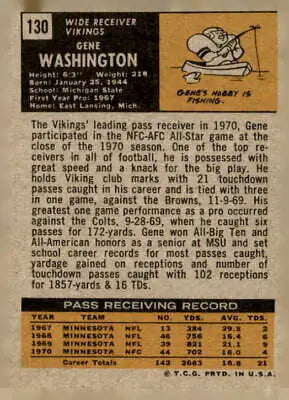 130
WIDE RECEIVER
VIKINGS
GENE
WASHINGTON
Height: 6'3" Weight: 218
Born: January 25, 1944
School: Michigan State
First Year Pro: 1967
Home: East Lansing, Mich.
GENE'S HOBBY IS
FISHING.
The Vikings' leading pass receiver in 1970, Gene
participated in the NFC-AFC All-Star game at the
close of the 1970 season. One of the top re-
ceivers in all of football, he is possessed with
great speed and a knack for the big play. He
holds Viking club marks with 21 touchdown
passes caught in his career and is tied with three
in one game, against the Browns, 11-9-69. His
greatest one game performance as a pro occurred
against the Colts, 9-28-69, when he caught six
passes for 172-yards. Gene won All-Big Ten and
All-American honors as a senior at MSU and set
school career records for most passes caught,
yardage gained on receptions and number of
touchdown passes caught with 102 receptions
for 1857-yards & 16 TDs.
PASS RECEIVING RECORD
YEAR TEAM NO. YDS. AVG. TDS.
1967 MINNESOTA NFL 13 384 29.5 2
1968 MINNESOTA NFL 46 756 16.4 6
1969 MINNESOTA NFL 39 821 21.1 9
1970 MINNESOTA NFC 44 702 16.0 4
Career Totals 142 2663 18.8 21
© T.C.G. PRTD. IN U.S.A.